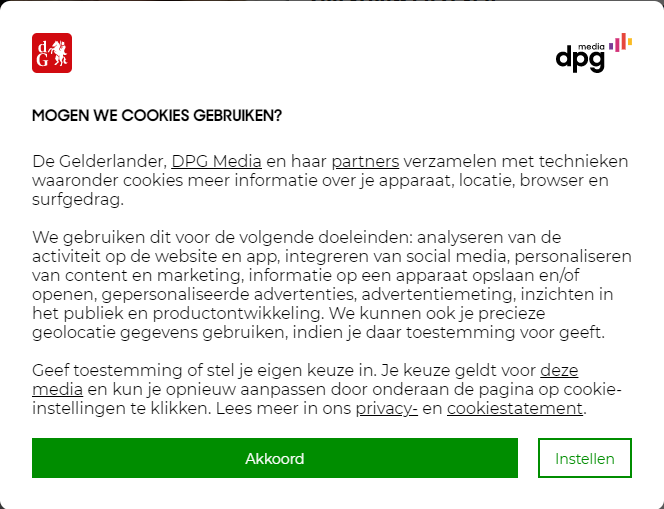 dG
media
dpg
MOGEN WE COOKIES GEBRUIKEN?
De Gelderlander, DPG Media en haar partners verzamelen met technieken
waaronder cookies meer informatie over je apparaat, locatie, browser en
surfgedrag.
We gebruiken dit voor de volgende doeleinden: analyseren van de
activiteit op de website en app, integreren van social media, personaliseren
van content en marketing, informatie op een apparaat opslaan en/of
openen, gepersonaliseerde advertenties, advertentiemeting, inzichten in
het publiek en productontwikkeling. We kunnen ook je precieze
geolocatie gegevens gebruiken, indien je daar toestemming voor geeft.
Geef toestemming of stel je eigen keuze in. Je keuze geldt voor deze
media en kun je opnieuw aanpassen door onderaan de pagina op cookie-
instellingen te klikken. Lees meer in ons privacy- en cookiestatement.
Akkoord
Instellen